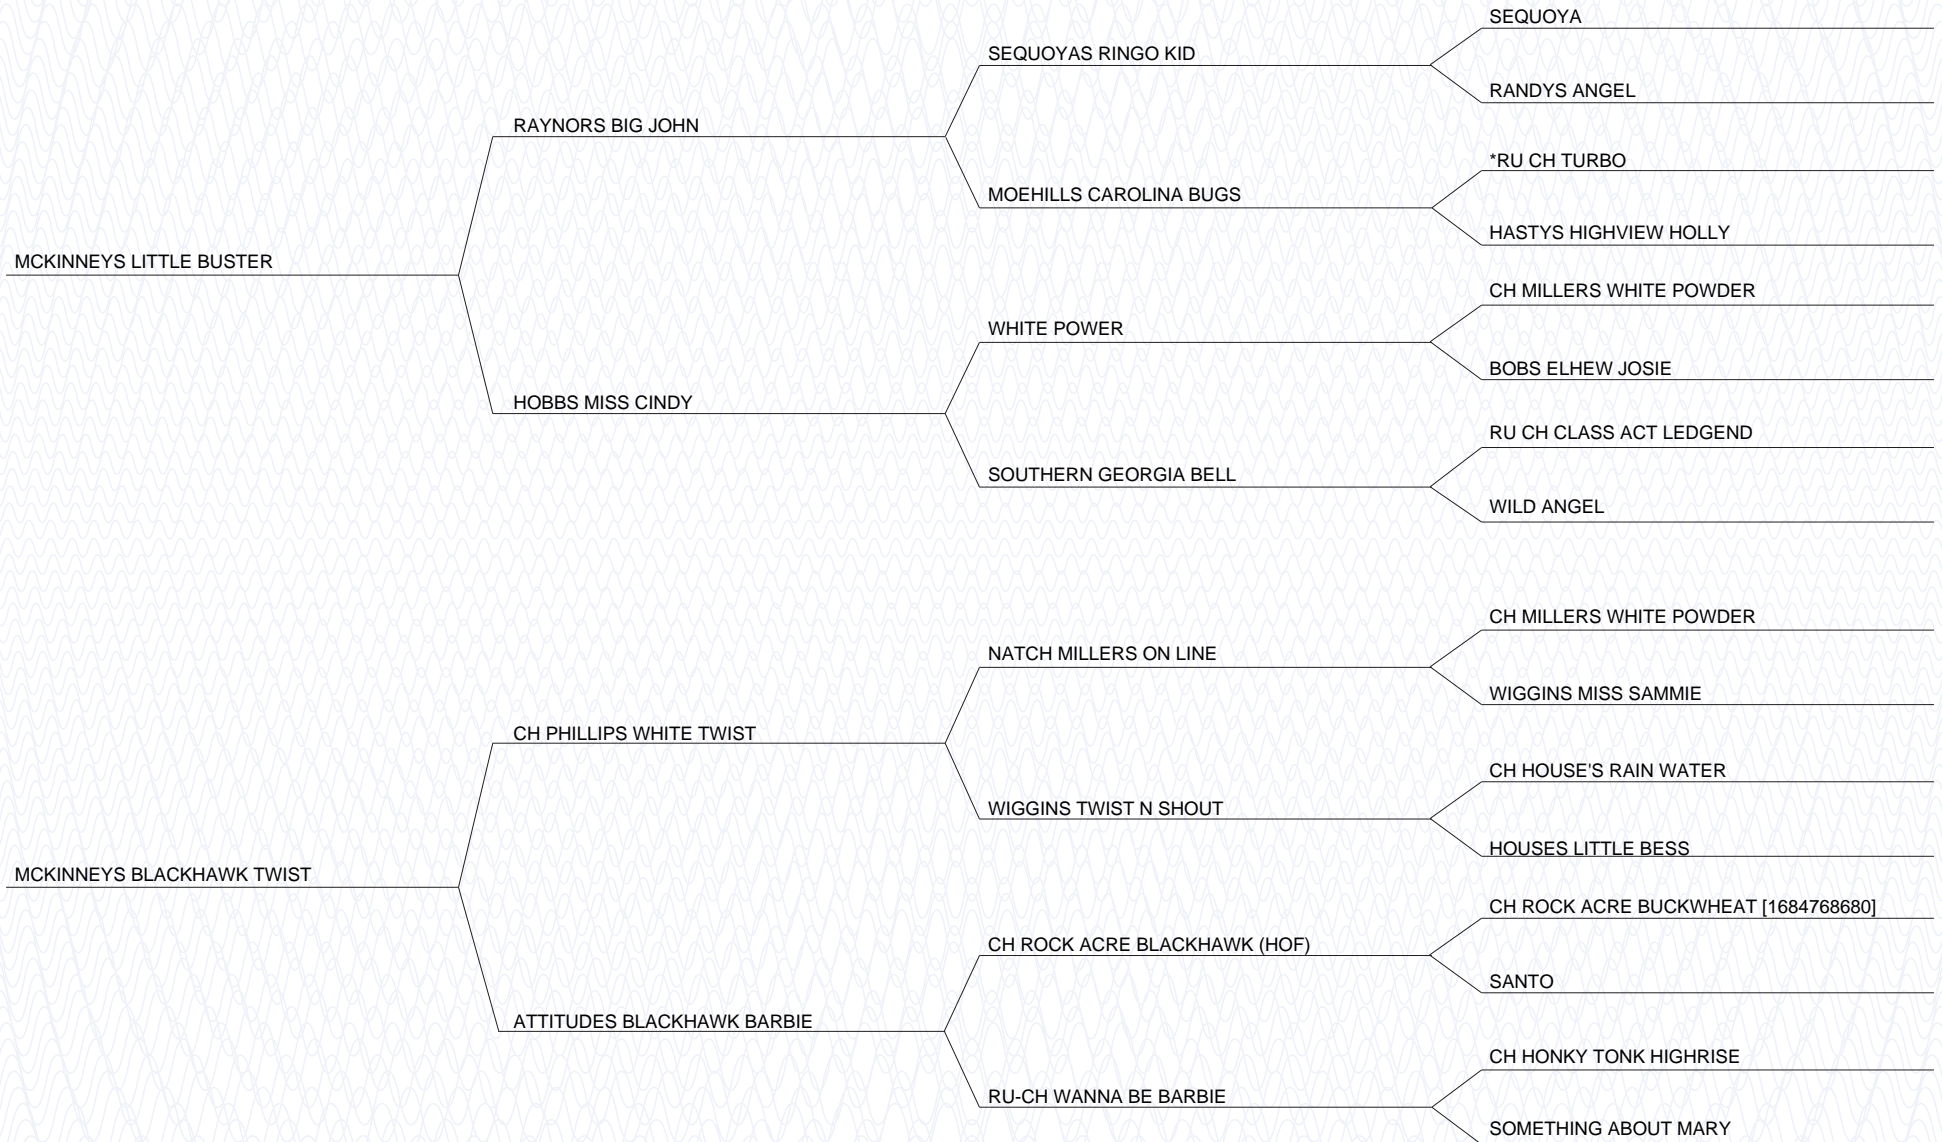 SEQUOYA
SEQUOYAS RINGO KID
RANDYS ANGEL
RAYNORS BIG JOHN
*RU CH TURBO
MOEHILLS CAROLINA BUGS
HASTYS HIGHVIEW HOLLY
MCKINNEYS LITTLE BUSTER
CH MILLERS WHITE POWDER
WHITE POWER
BOBS ELHEW JOSIE
HOBBS MISS CINDY
RU CH CLASS ACT LEDGEND
SOUTHERN GEORGIA BELL
WILD ANGEL
CH MILLERS WHITE POWDER
NATCH MILLERS ON LINE
WIGGINS MISS SAMMIE
CH PHILLIPS WHITE TWIST
CH HOUSE'S RAIN WATER
WIGGINS TWIST N SHOUT
HOUSES LITTLE BESS
MCKINNEYS BLACKHAWK TWIST
CH ROCK ACRE BUCKWHEAT [1684768680]
CH ROCK ACRE BLACKHAWK (HOF)
SANTO
ATTITUDES BLACKHAWK BARBIE
CH HONKY TONK HIGHRISE
RU-CH WANNA BE BARBIE
SOMETHING ABOUT MARY